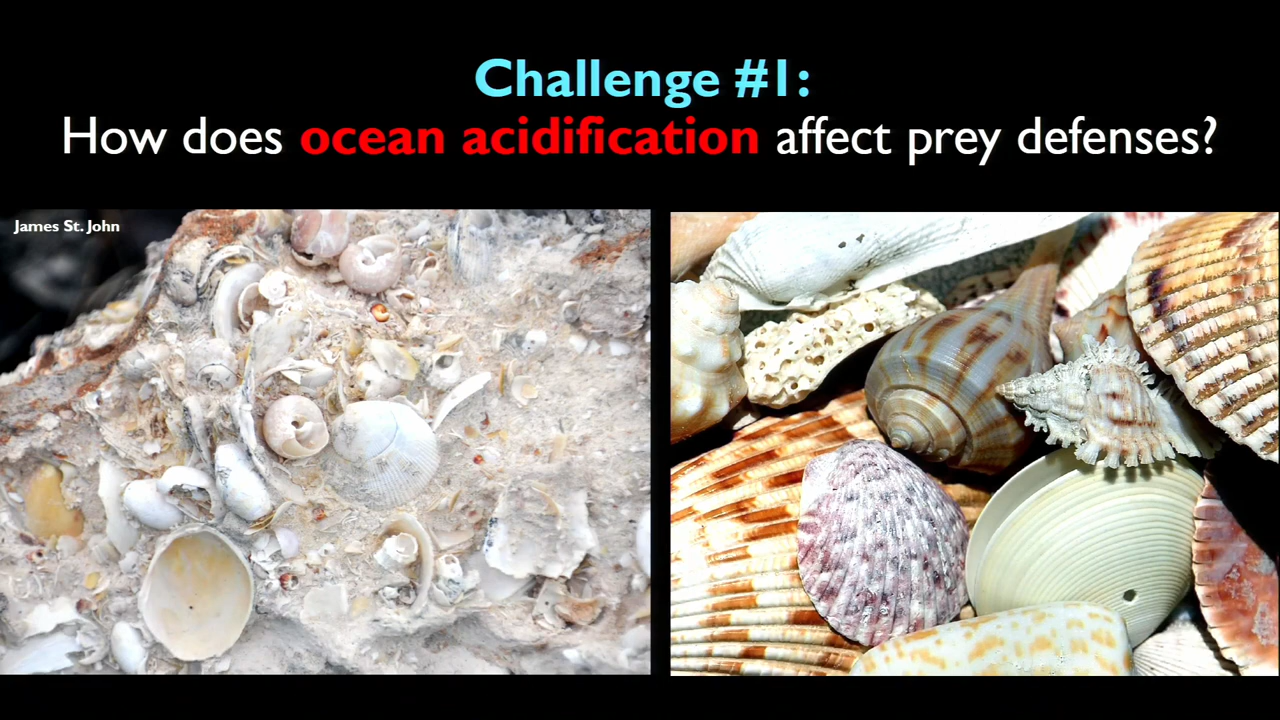 Challenge #1:
How does ocean acidification affect prey defenses?
James St. John